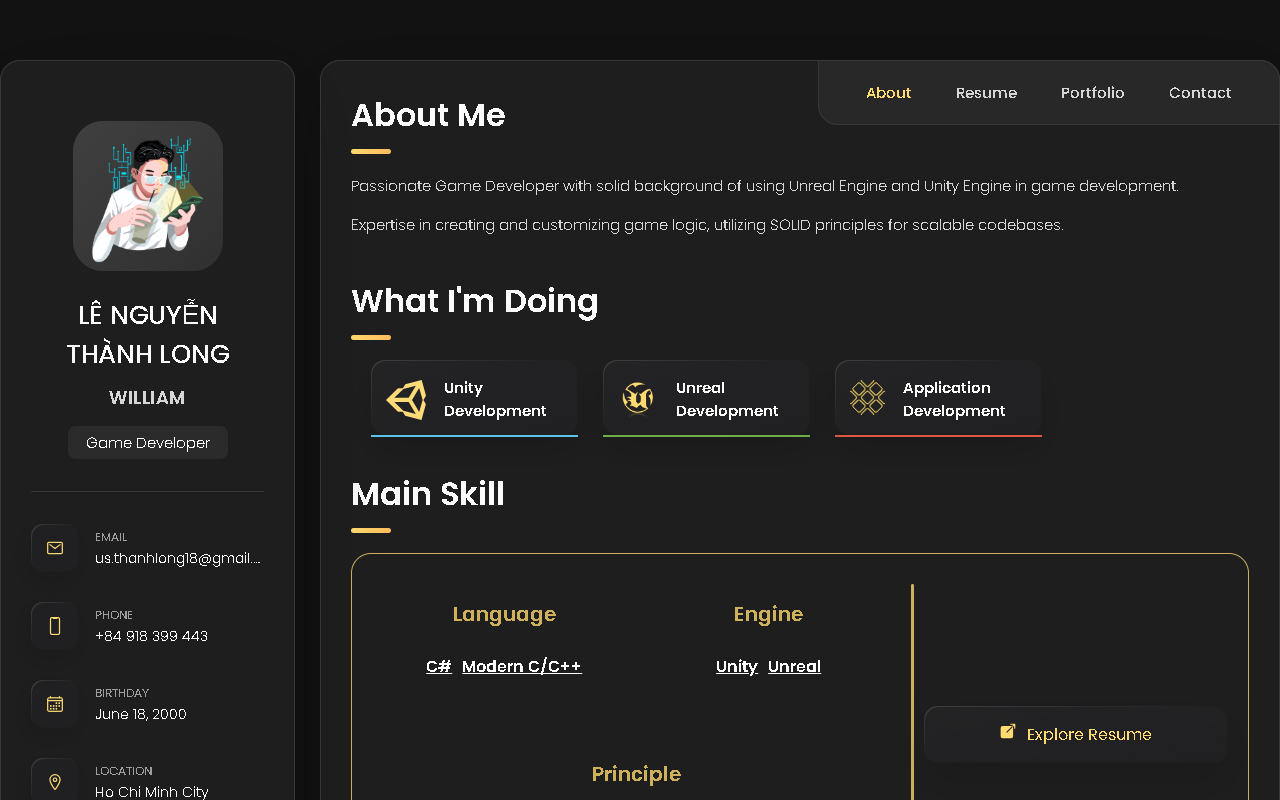 LÊ NGUYỄN
THÀNH LONG
WILLIAM
Game Developer
EMAIL
us.thanhlong18@gmail....
PHONE
+84 918 399 443
BIRTHDAY
June 18, 2000
LOCATION
Ho Chi Minh City
About Resume Portfolio Contact
About Me
Passionate Game Developer with solid background of using Unreal Engine and Unity Engine in game development.
Expertise in creating and customizing game logic, utilizing SOLID principles for scalable codebases.
What I'm Doing
Unity
Development
Unreal
Development
Application
Development
Main Skill
Language
C# Modern C/C++
Engine
Unity Unreal
Principle
Explore Resume